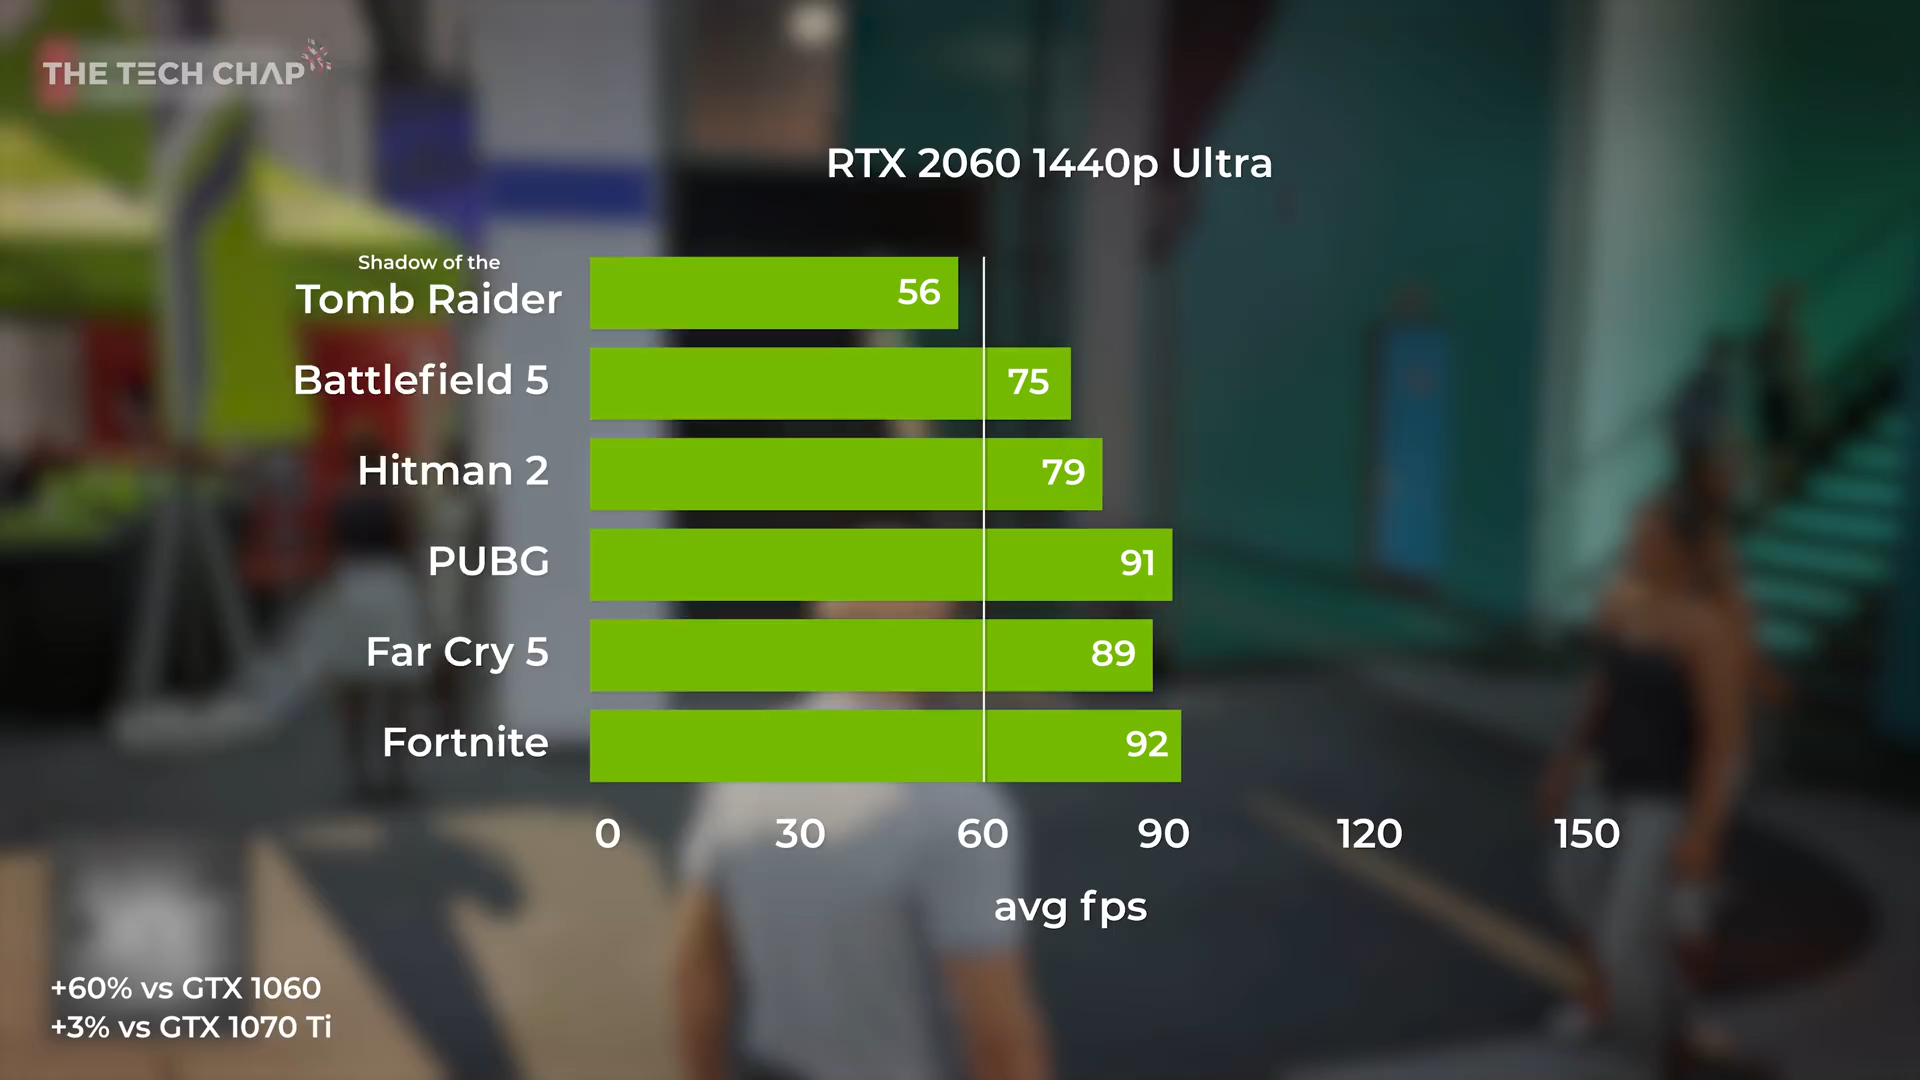 THE TECH CHAP
RTX 2060 1440p Ultra
Shadow of the
Tomb Raider
56
Battlefield 5
75
Hitman 2
79
PUBG
91
Far Cry 5
89
Fortnite
92
0 30 60 90 120 150
avg fps
+60% vs GTX 1060
+3% vs GTX 1070 Ti